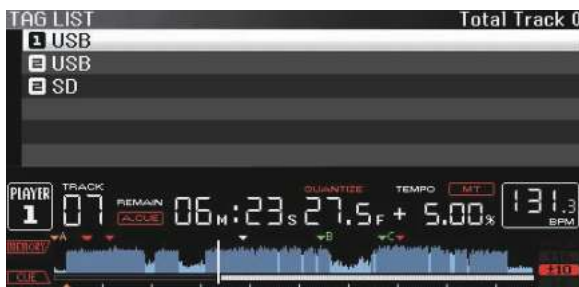 TAG LIST Total Track 0
1 USB
2 USB
2 SD
PLAYER 1
TRACK 07
REMAIN A.CUE 06M:23S27.5F
QUANTIZE
TEMPO MT
+ 5.00%
131.3 BPM
MEMORY A B C
CUE ±10